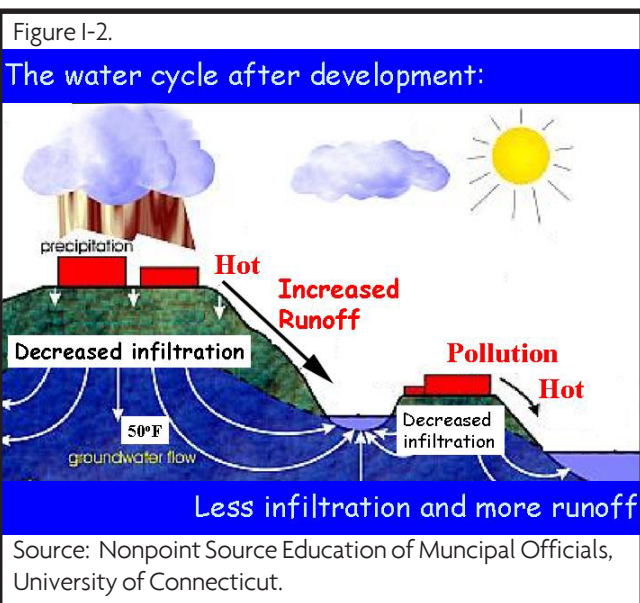 Figure I-2.
The water cycle after development:
precipitation
Hot
Increased
Runoff
Decreased infiltration
Pollution
Hot
50°F
Decreased
infiltration
groundwater flow
Less infiltration and more runoff
Source: Nonpoint Source Education of Muncipal Officials,
University of Connecticut.